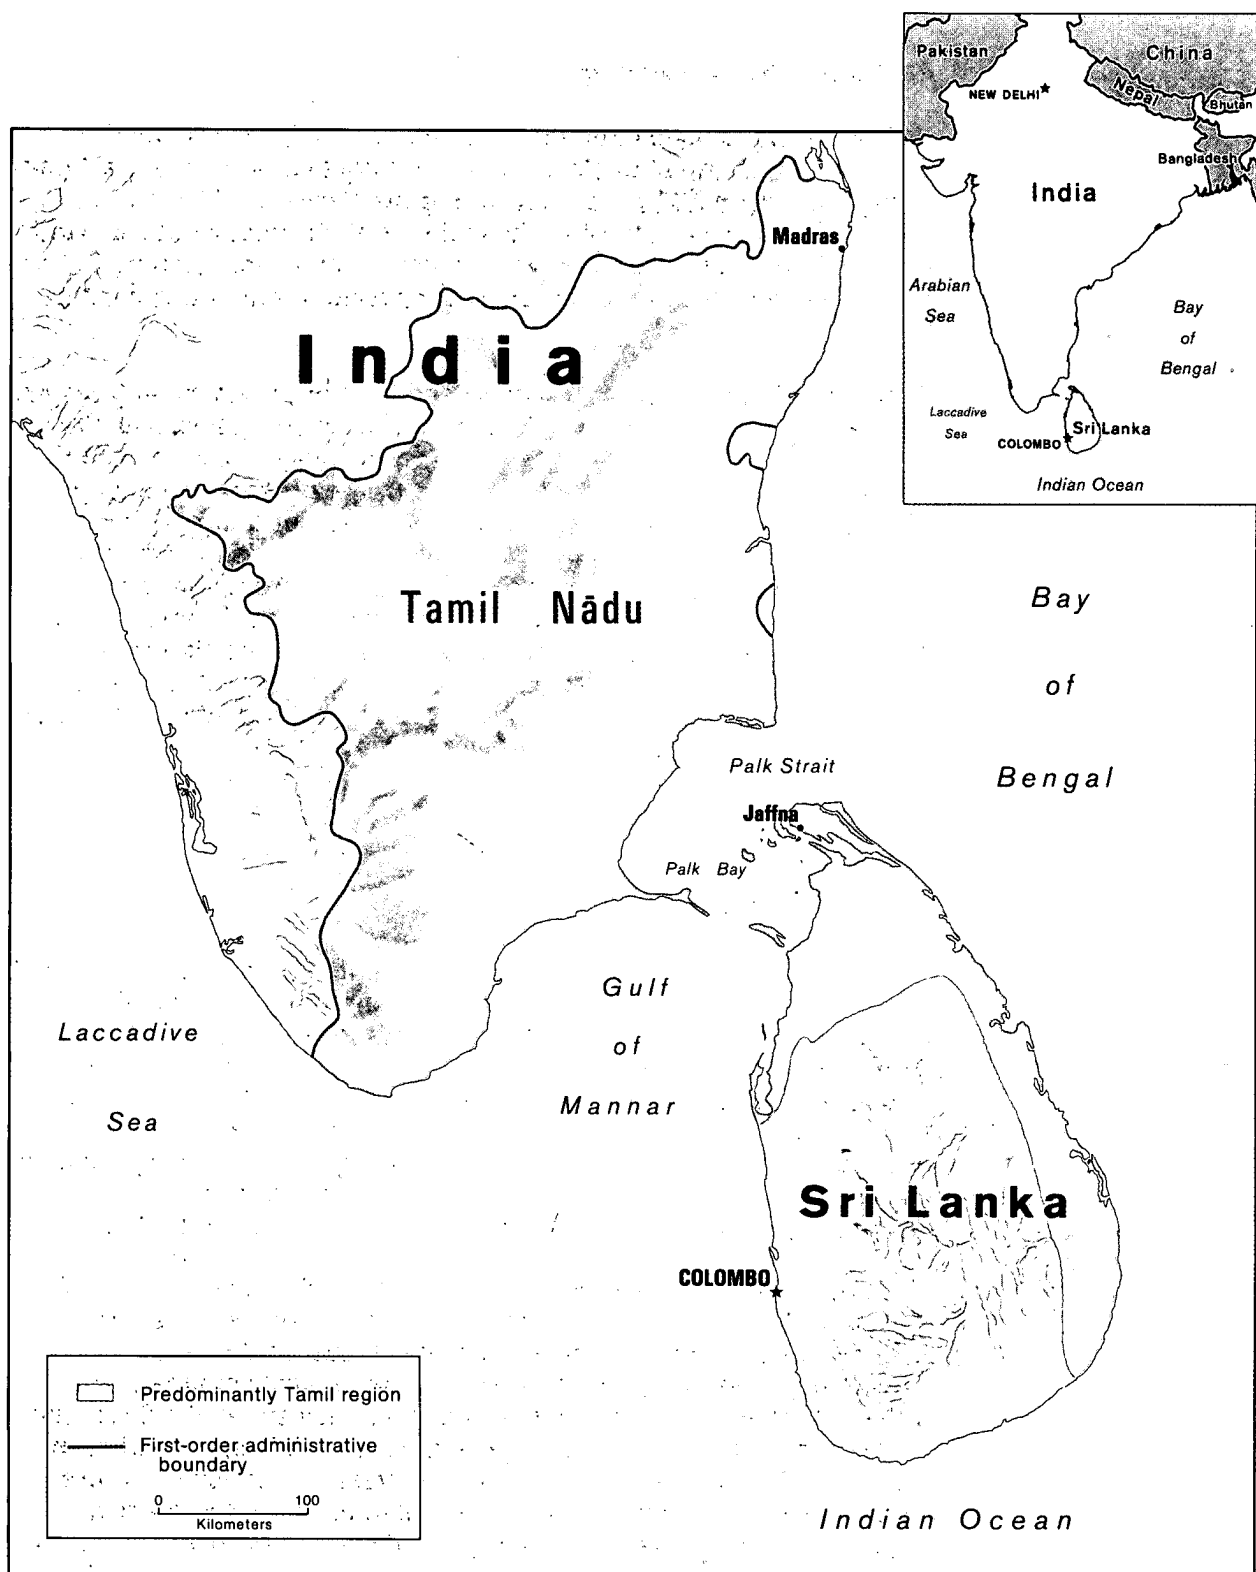 Pakistan
China
NEW DELHI
Nepal
Bhutan
Bangladesh
India
Arabian
Sea
Bay
of
Bengal
Laccadive
Sea
Sri Lanka
COLOMBO
Indian Ocean
Madras
India
Tamil Nādu
Bay
of
Bengal
Palk Strait
Jaffna
Palk Bay
Gulf
of
Mannar
Laccadive
Sea
Sri Lanka
COLOMBO
Predominantly Tamil region
First-order administrative
boundary
0 100
Kilometers
Indian Ocean